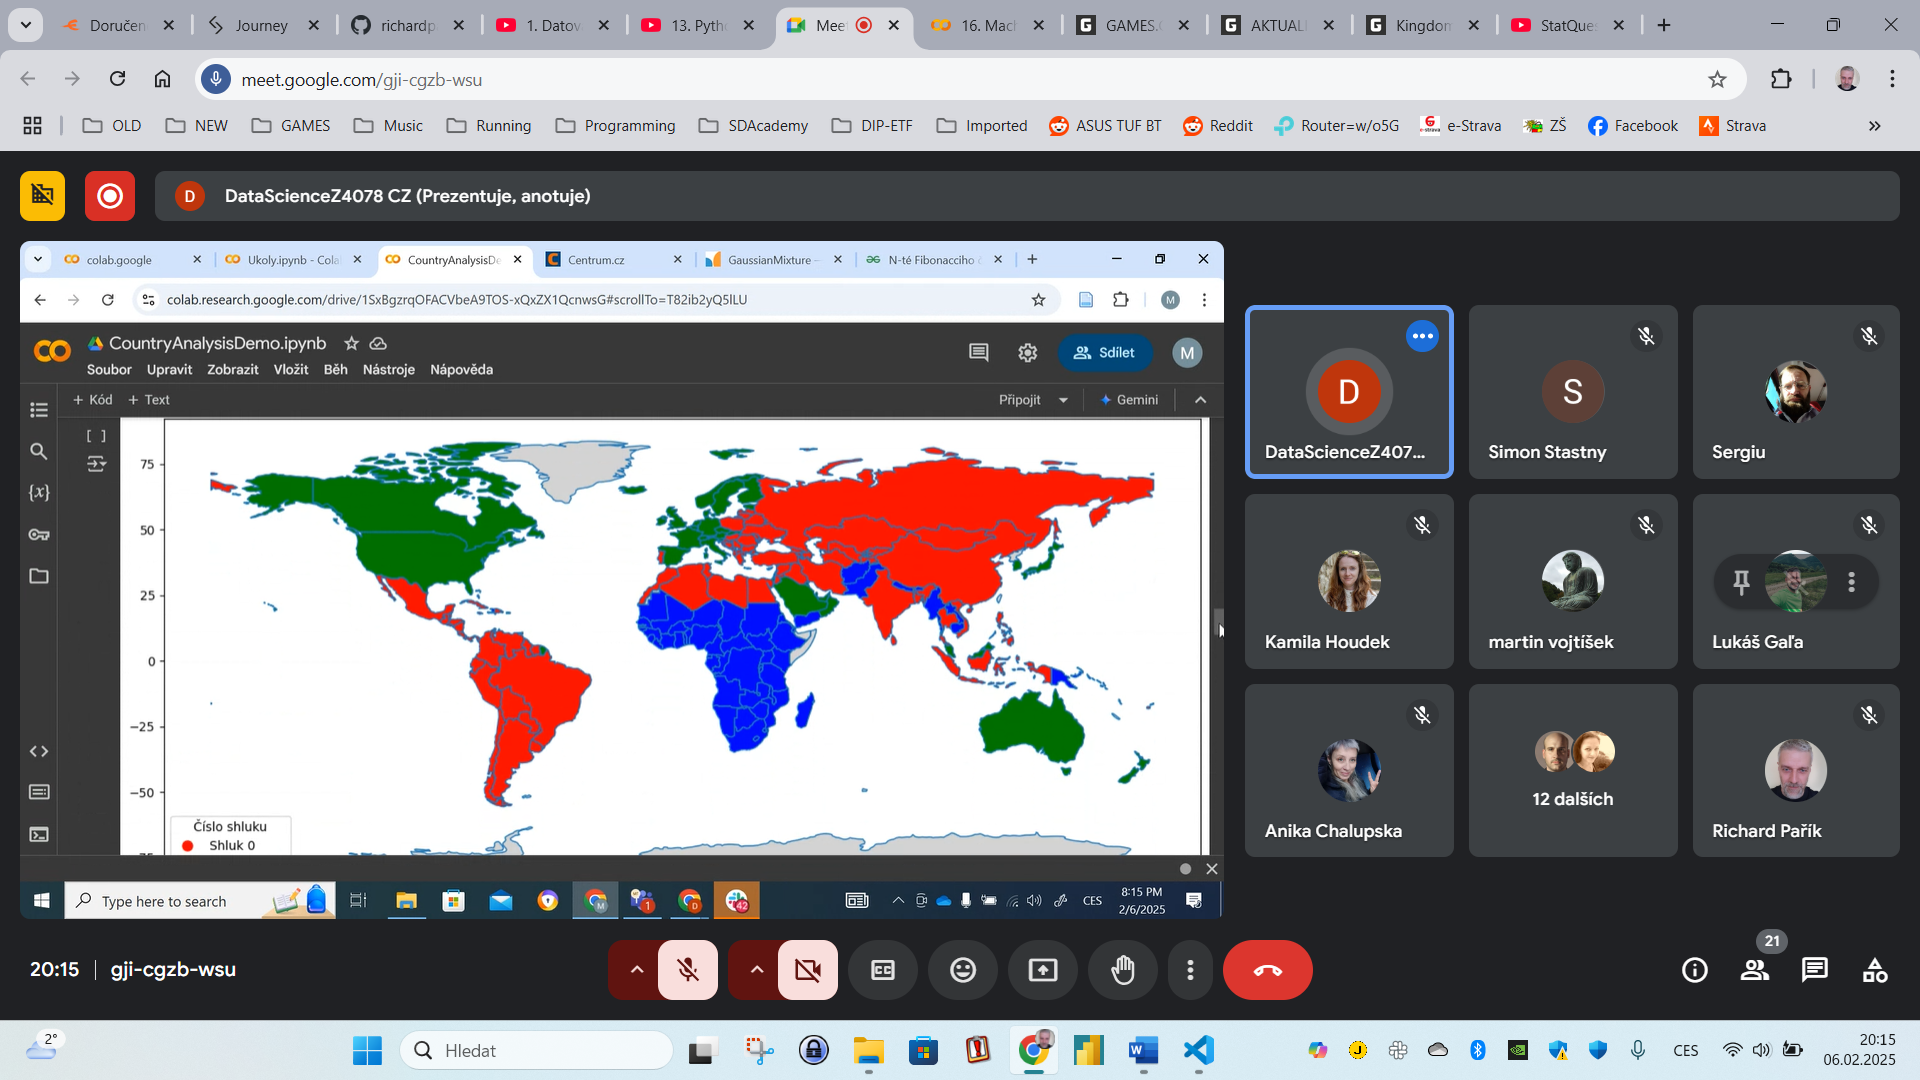 Doručen
Journey
richardp
1. Datov
13. Pyth
Meet
16. Mach
GAMES.
AKTUAL
Kingdom
StatQues
meet.google.com/gji-cgzb-wsu
OLD
NEW
GAMES
Music
Running
Programming
SDAcademy
DIP-ETF
Imported
ASUS TUF BT
Reddit
Router=w/o5G
e-Strava
ZŠ
Facebook
Strava
D
DataScienceZ4078 CZ (Prezentuje, anotuje)
colab.google
Ukoly.ipynb - Cola
CountryAnalysisDe
Centrum.cz
GaussianMixture —
N-té Fibonacciho
colab.research.google.com/drive/1SxBgzrqOFACVbeA9TOS-xQxZX1QcnwsG#scrollTo=T82ib2yQ5lLU
M
CountryAnalysisDemo.ipynb
Sdílet
M
Soubor Upravit Zobrazit Vložit Běh Nástroje Nápověda
+ Kód + Text
Připojit
Gemini
[ ]
75
50
25
0
−25
−50
Číslo shluku
Shluk 0
Type here to search
CES
8:15 PM
2/6/2025
D
DataScienceZ407...
S
Simon Stastny
Sergiu
Kamila Houdek
martin vojtíšek
Lukáš Gaľa
Anika Chalupska
12 dalších
Richard Pařík
20:15
gji-cgzb-wsu
21
2°
Hledat
CES
20:15
06.02.2025